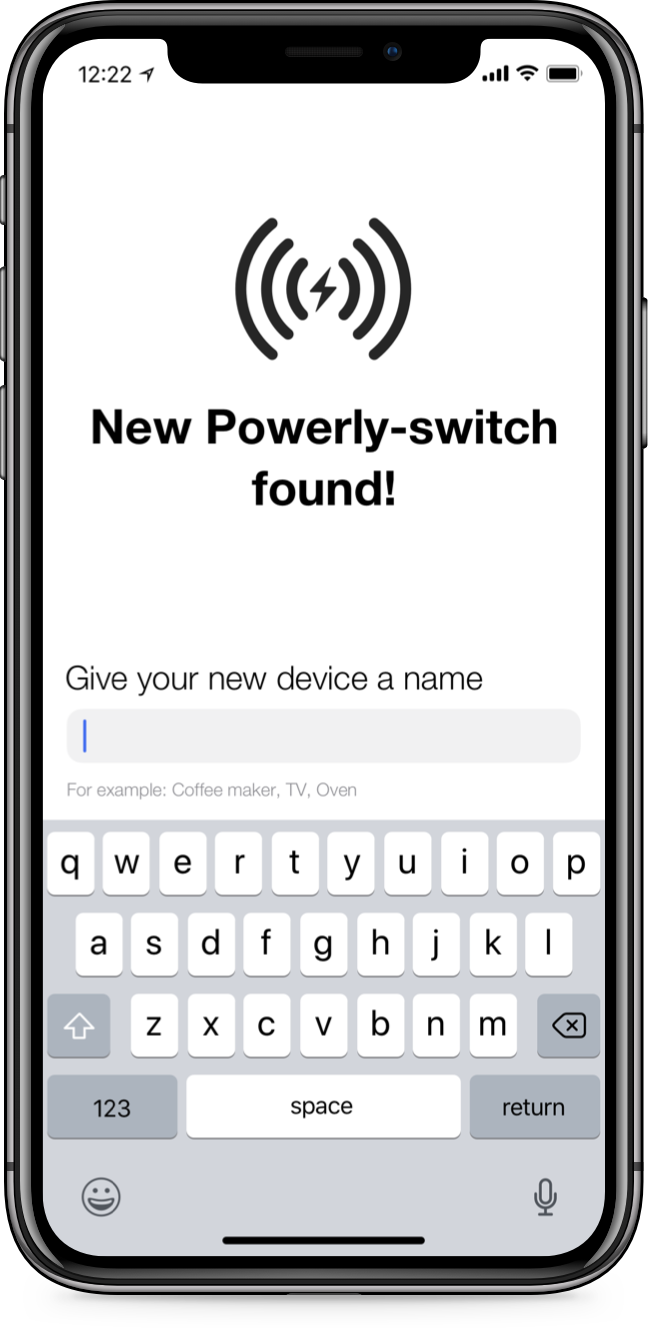 12:22
New Powerly-switch
found!
Give your new device a name
For example: Coffee maker, TV, Oven
q w e r t y u i o p
a s d f g h j k l
z x c v b n m
123 space return